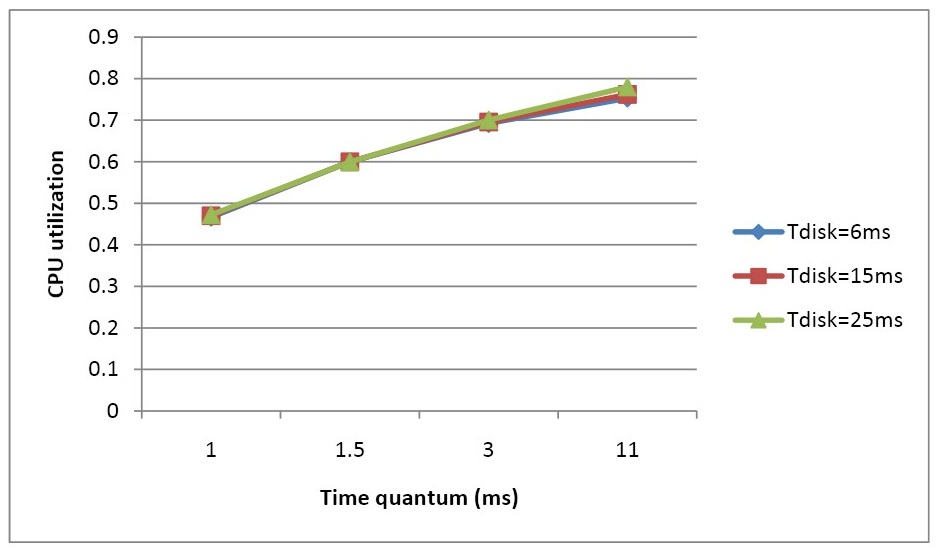 0.9
0.8
0.7
0.6
0.5
0.4
0.3
0.2
0.1
0
CPU utilization
1 1.5 3 11
Time quantum (ms)
Tdisk=6ms
Tdisk=15ms
Tdisk=25ms